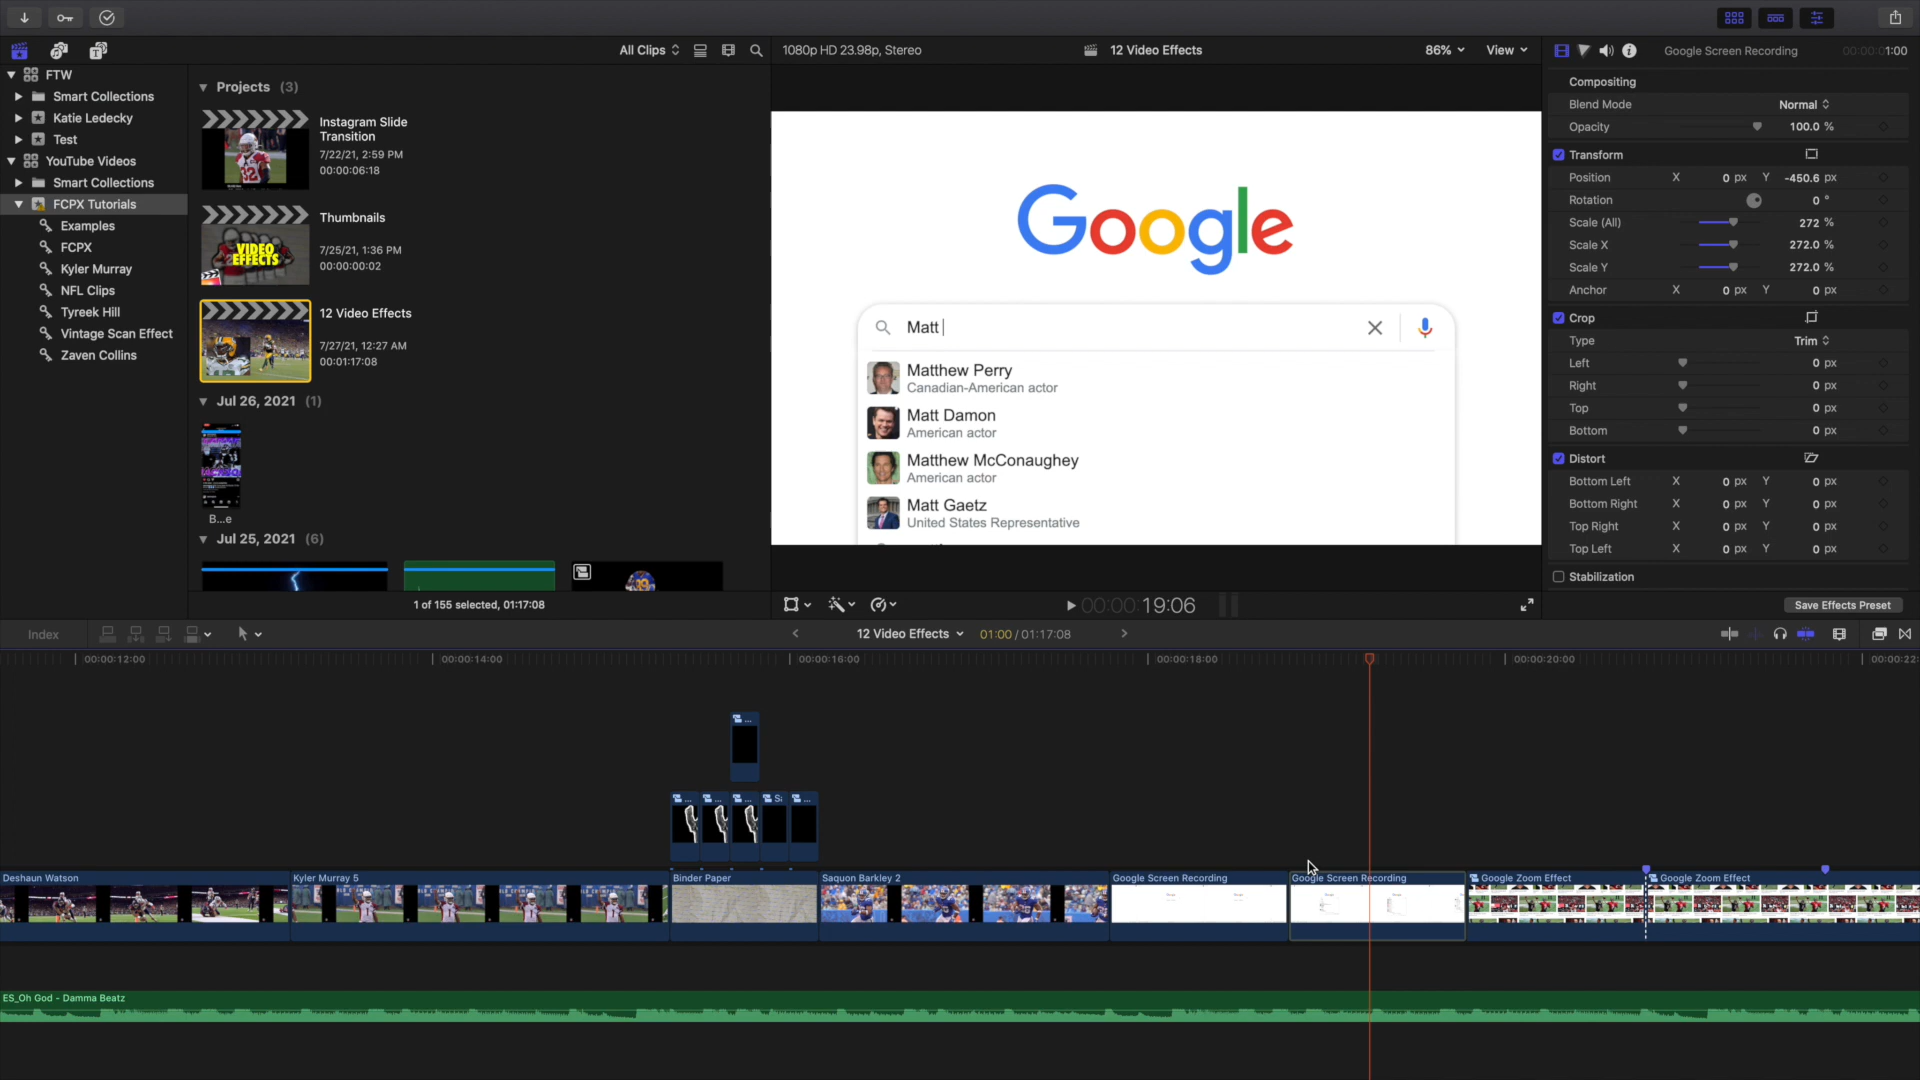 All Clips
1080p HD 23.98p, Stereo
12 Video Effects
86%
View
Google Screen Recording
00:00:01:00
FTW
Smart Collections
Katie Ledecky
Test
YouTube Videos
Smart Collections
FCPX Tutorials
Examples
FCPX
Kyler Murray
NFL Clips
Tyreek Hill
Vintage Scan Effect
Zaven Collins
Projects (3)
Instagram Slide
Transition
7/22/21, 2:59 PM
00:00:06:18
Thumbnails
7/25/21, 1:36 PM
00:00:00:02
VIDEO
EFFECTS
12 Video Effects
7/27/21, 12:27 AM
00:01:17:08
Jul 26, 2021 (1)
B...e
Jul 25, 2021 (6)
1 of 155 selected, 01:17:08
Google
Matt
Matthew Perry
Canadian-American actor
Matt Damon
American actor
Matthew McConaughey
American actor
Matt Gaetz
United States Representative
00:00:19:06
Compositing
Blend Mode Normal
Opacity 100.0 %
Transform
Position X 0 px Y -450.6 px
Rotation 0 °
Scale (All) 272 %
Scale X 272.0 %
Scale Y 272.0 %
Anchor X 0 px Y 0 px
Crop
Type Trim
Left 0 px
Right 0 px
Top 0 px
Bottom 0 px
Distort
Bottom Left X 0 px Y 0 px
Bottom Right X 0 px Y 0 px
Top Right X 0 px Y 0 px
Top Left X 0 px Y 0 px
Stabilization
Save Effects Preset
Index
12 Video Effects
01:00 / 01:17:08
00:00:12:00
00:00:14:00
00:00:16:00
00:00:18:00
00:00:20:00
00:00:22:
...
...
...
...
Si
...
Deshaun Watson
Kyler Murray 5
Binder Paper
Saquon Barkley 2
Google Screen Recording
Google Screen Recording
Google Zoom Effect
Google Zoom Effect
ES_Oh God - Damma Beatz